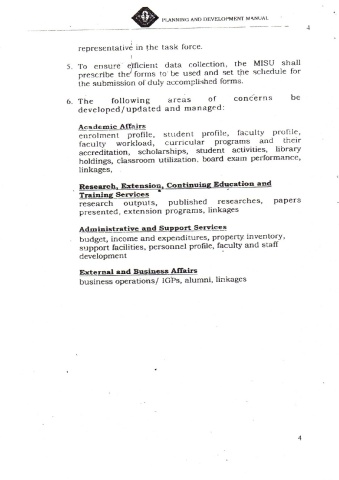 PLANNING AND DEVELOPMENT MANUAL
4
representative in the task force.
5. To ensure efficient data collection, the MISU shall
prescribe the forms to be used and set the schedule for
the submission of duly accomplished forms.
6. The following areas of concerns be
developed/updated and managed:
Academic Affairs
enrolment profile, student profile, faculty profile,
faculty workload, curricular programs and their
accreditation, scholarships, student activities, library
holdings, classroom utilization, board exam performance,
linkages,
Research, Extension, Continuing Education and
Training Services
research outputs, published researches, papers
presented, extension programs, linkages
Administrative and Support Services
budget, income and expenditures, property inventory,
support facilities, personnel profile, faculty and staff
development
External and Business Affairs
business operations/ IGPs, alumni, linkages
4